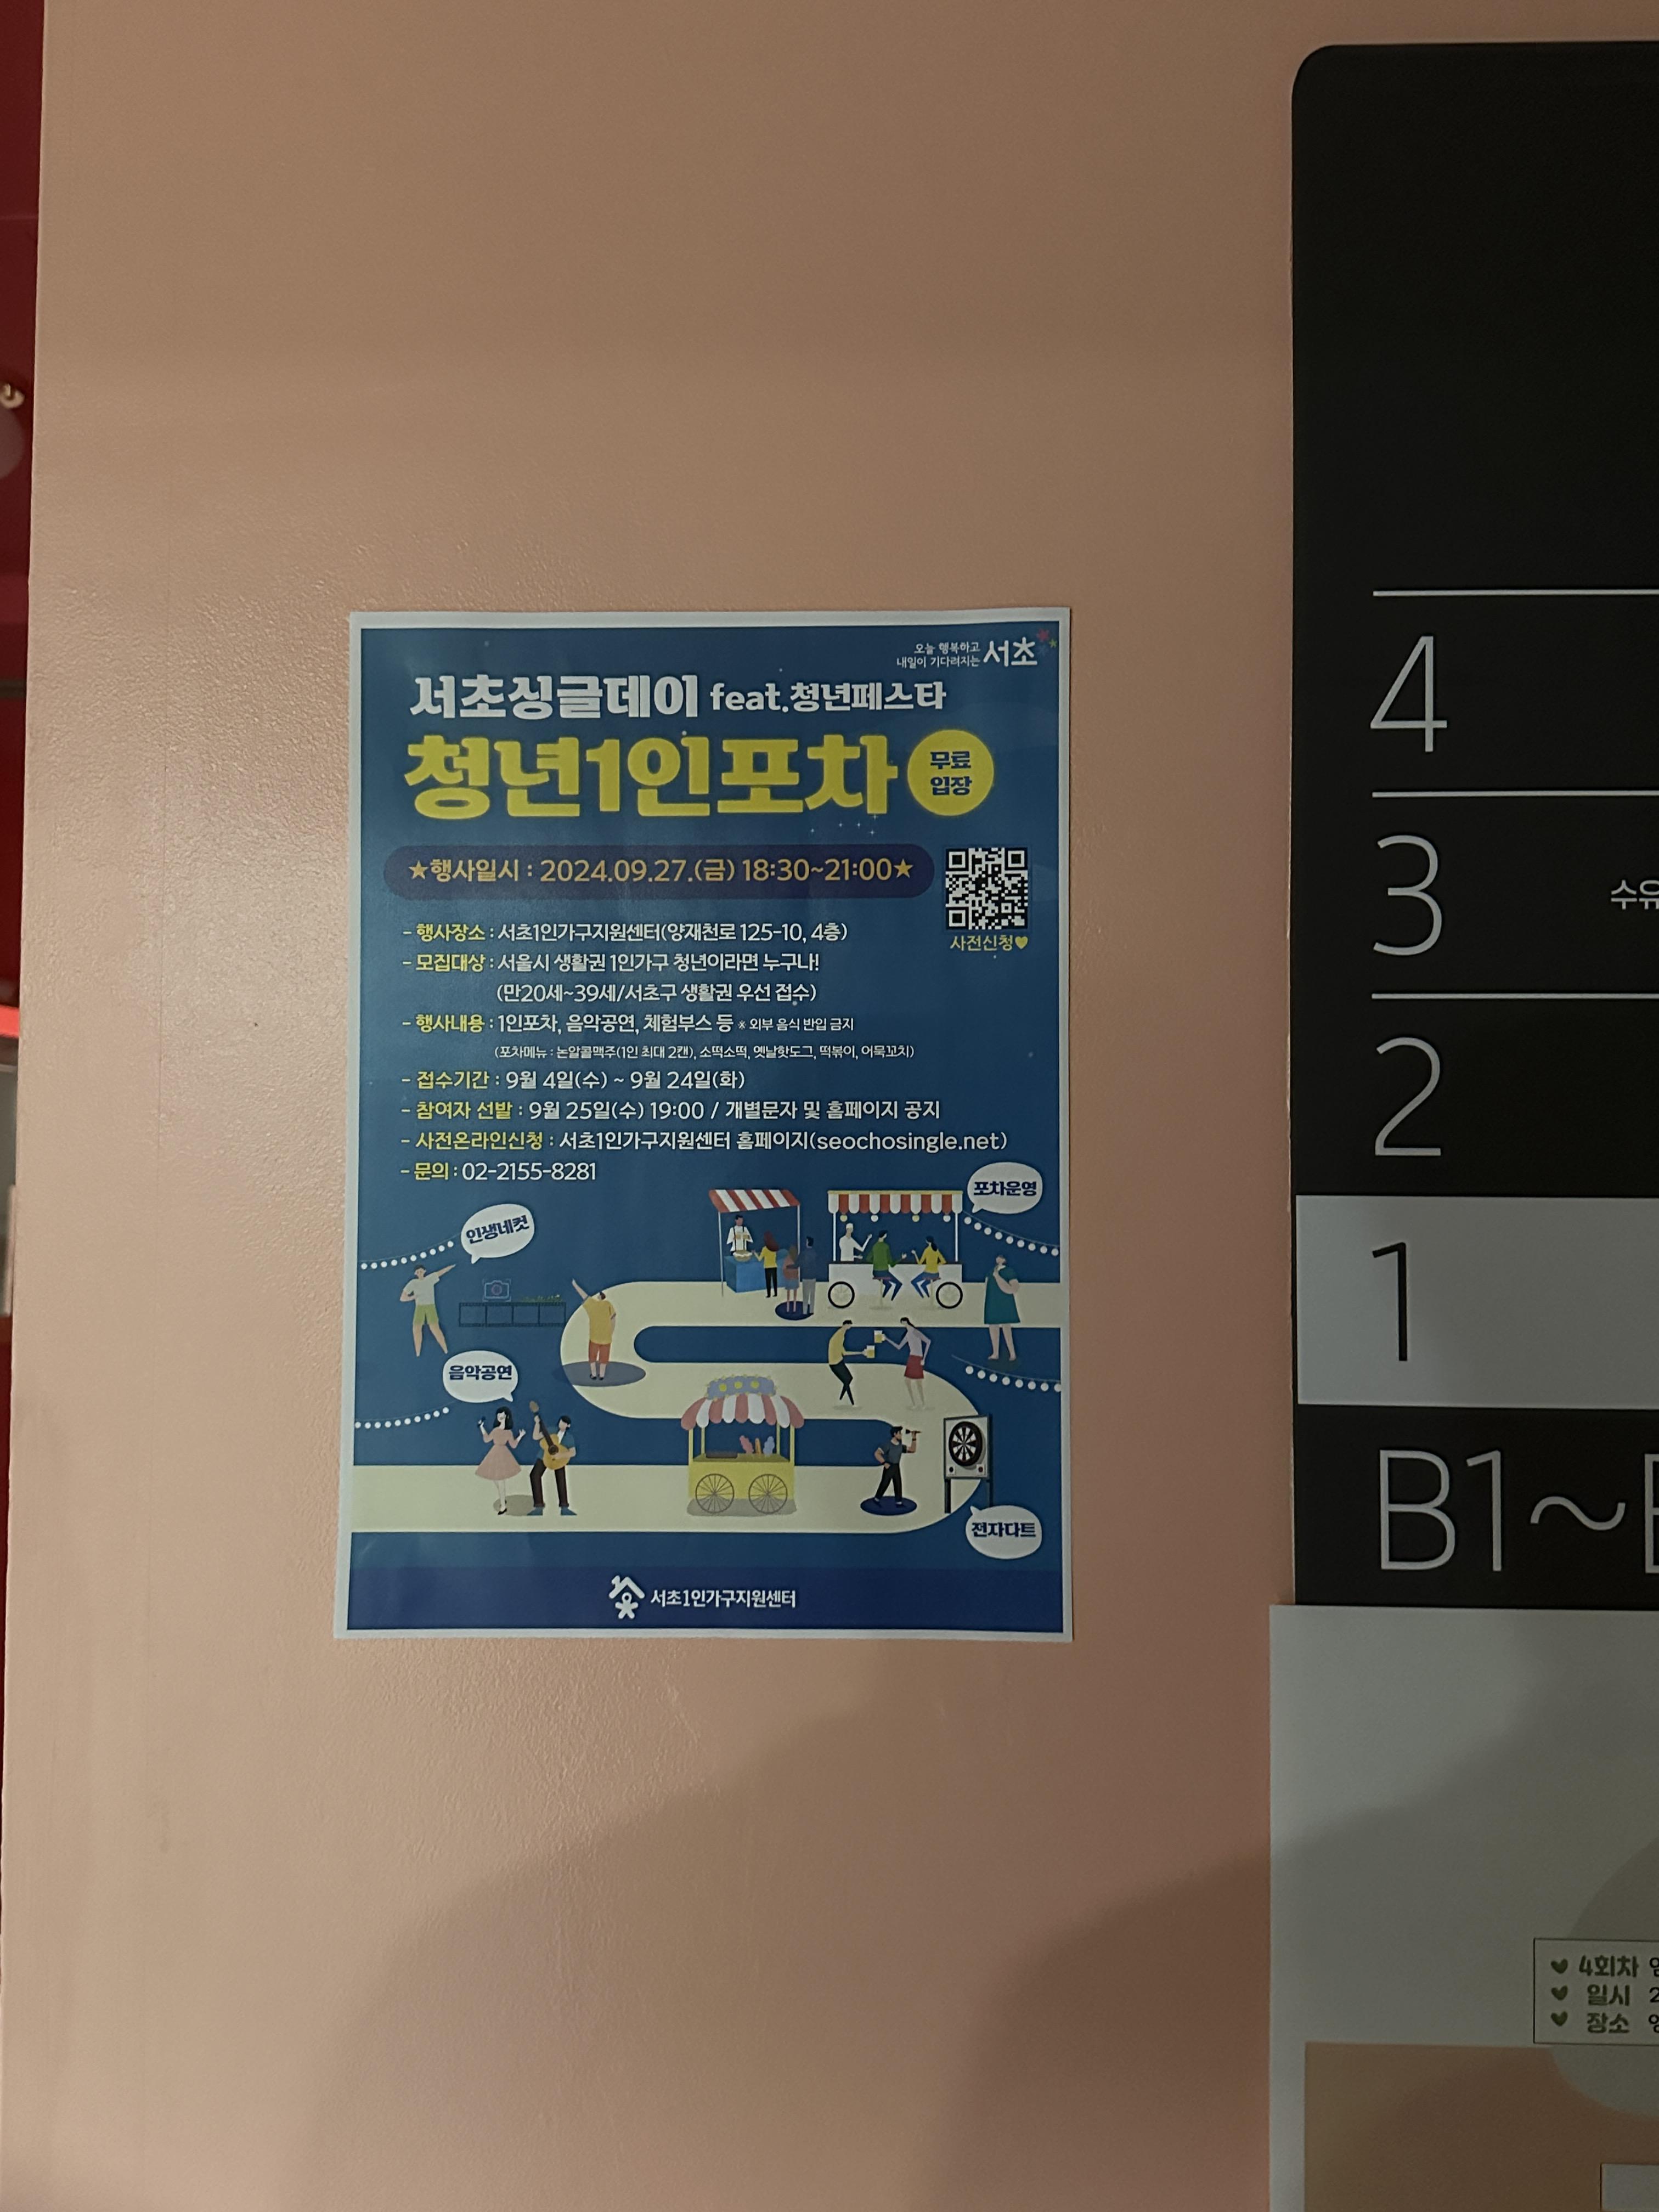 오늘 행복하고
내일이 기다려지는 서초
서초싱글데이 feat.청년페스타
청년1인포차
무료
입장
★행사일시 : 2024.09.27.(금) 18:30~21:00★
사전신청♥
- 행사장소 : 서초1인가구지원센터(양재천로 125-10, 4층)
- 모집대상 : 서울시 생활권 1인가구 청년이라면 누구나!
(만20세~39세/서초구 생활권 우선 접수)
- 행사내용 : 1인포차, 음악공연, 체험부스 등 ※ 외부 음식 반입 금지
(포차메뉴 : 논알콜맥주(1인 최대 2캔), 소떡소떡, 옛날핫도그, 떡볶이, 어묵꼬치)
- 접수기간 : 9월 4일(수) ~ 9월 24일(화)
- 참여자 선발 : 9월 25일(수) 19:00 / 개별문자 및 홈페이지 공지
- 사전온라인신청 : 서초1인가구지원센터 홈페이지(seochosingle.net)
- 문의 : 02-2155-8281
포차운영
인생네컷
음악공연
전자다트
서초1인가구지원센터
4
3
수유
2
1
B1~
♥ 4회차
♥ 일시 2
♥ 장소